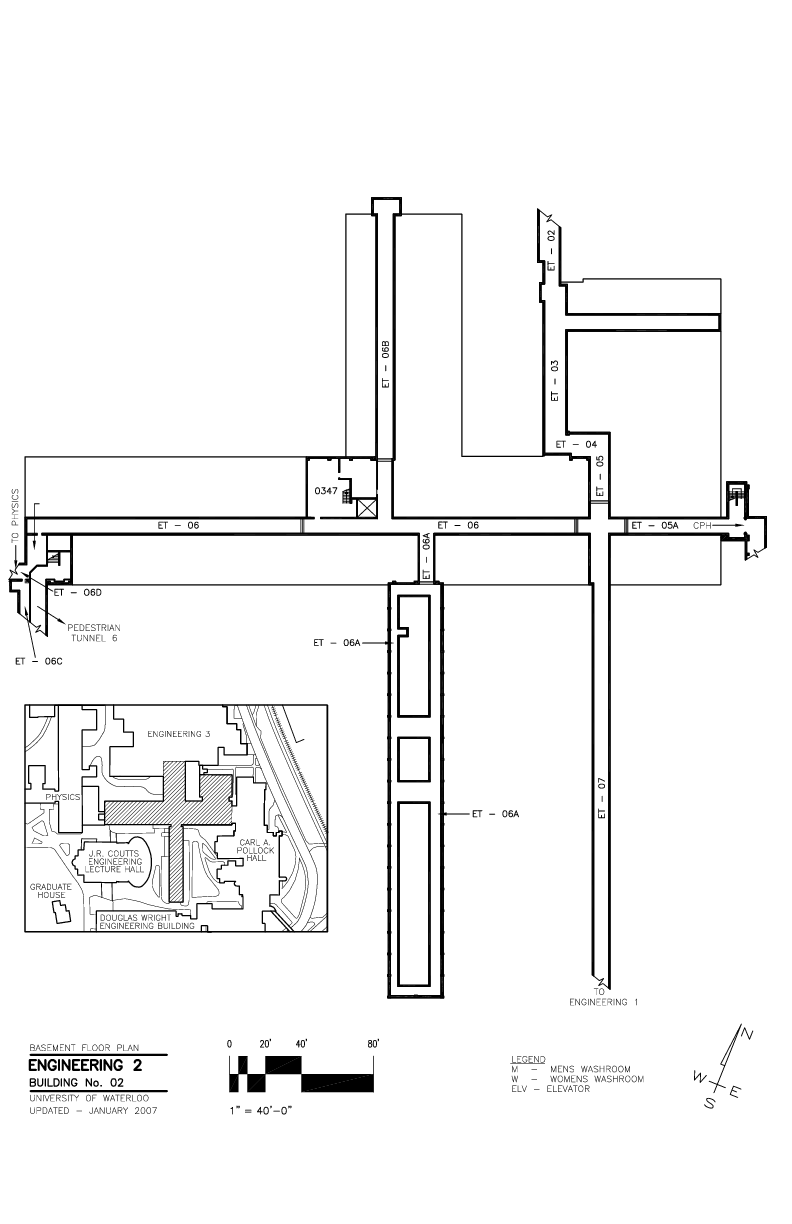 ET - 02
ET - 06B
ET - 03
ET - 04
ET - 05
0347
TO PHYSICS
ET - 06
ET - 06
ET - 05A
CPH
ET - 06A
ET - 06D
PEDESTRIAN
TUNNEL 6
ET - 06C
ET - 06A
ET - 07
ET - 06A
ENGINEERING 3
PHYSICS
J.R. COUTTS
ENGINEERING
LECTURE HALL
CARL A.
POLLOCK
HALL
GRADUATE
HOUSE
DOUGLAS WRIGHT
ENGINEERING BUILDING
TO
ENGINEERING 1
BASEMENT FLOOR PLAN
ENGINEERING 2
BUILDING No. 02
UNIVERSITY OF WATERLOO
UPDATED - JANUARY 2007
0 20' 40' 80'
1" = 40'-0"
LEGEND
M - MENS WASHROOM
W - WOMENS WASHROOM
ELV - ELEVATOR
N
W
E
S